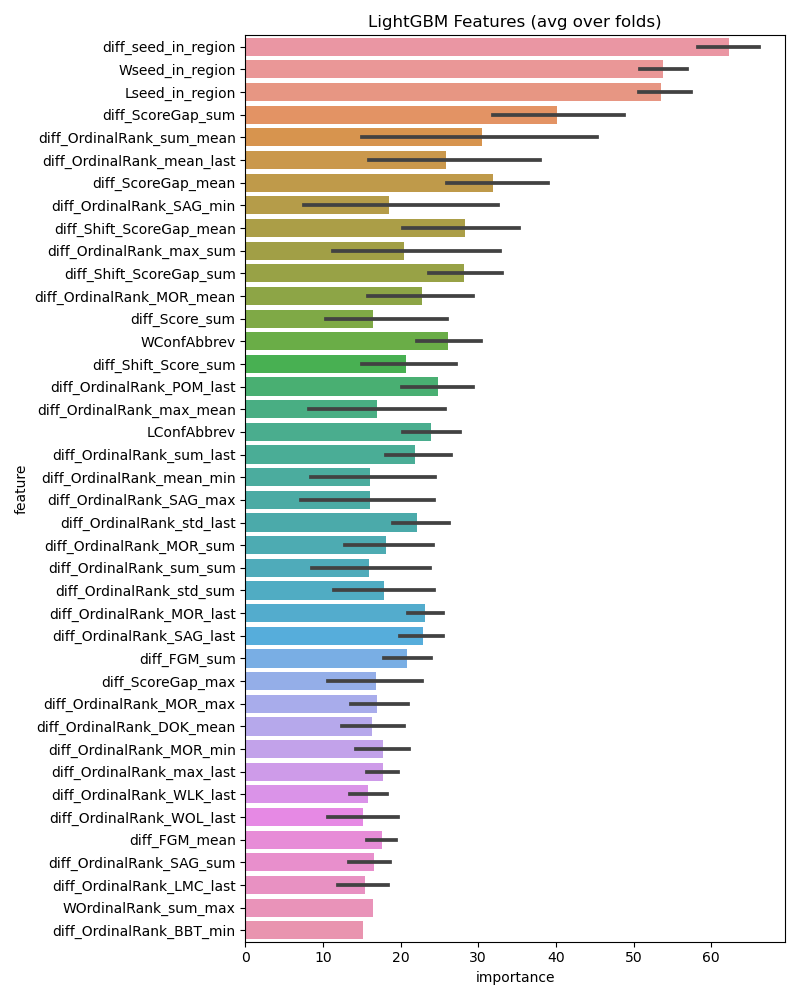 LightGBM Features (avg over folds)
diff_seed_in_region
Wseed_in_region
Lseed_in_region
diff_ScoreGap_sum
diff_OrdinalRank_sum_mean
diff_OrdinalRank_mean_last
diff_ScoreGap_mean
diff_OrdinalRank_SAG_min
diff_Shift_ScoreGap_mean
diff_OrdinalRank_max_sum
diff_Shift_ScoreGap_sum
diff_OrdinalRank_MOR_mean
diff_Score_sum
WConfAbbrev
diff_Shift_Score_sum
diff_OrdinalRank_POM_last
diff_OrdinalRank_max_mean
LConfAbbrev
diff_OrdinalRank_sum_last
diff_OrdinalRank_mean_min
diff_OrdinalRank_SAG_max
diff_OrdinalRank_std_last
diff_OrdinalRank_MOR_sum
diff_OrdinalRank_sum_sum
diff_OrdinalRank_std_sum
diff_OrdinalRank_MOR_last
diff_OrdinalRank_SAG_last
diff_FGM_sum
diff_ScoreGap_max
diff_OrdinalRank_MOR_max
diff_OrdinalRank_DOK_mean
diff_OrdinalRank_MOR_min
diff_OrdinalRank_max_last
diff_OrdinalRank_WLK_last
diff_OrdinalRank_WOL_last
diff_FGM_mean
diff_OrdinalRank_SAG_sum
diff_OrdinalRank_LMC_last
WOrdinalRank_sum_max
diff_OrdinalRank_BBT_min
feature
0 10 20 30 40 50 60
importance